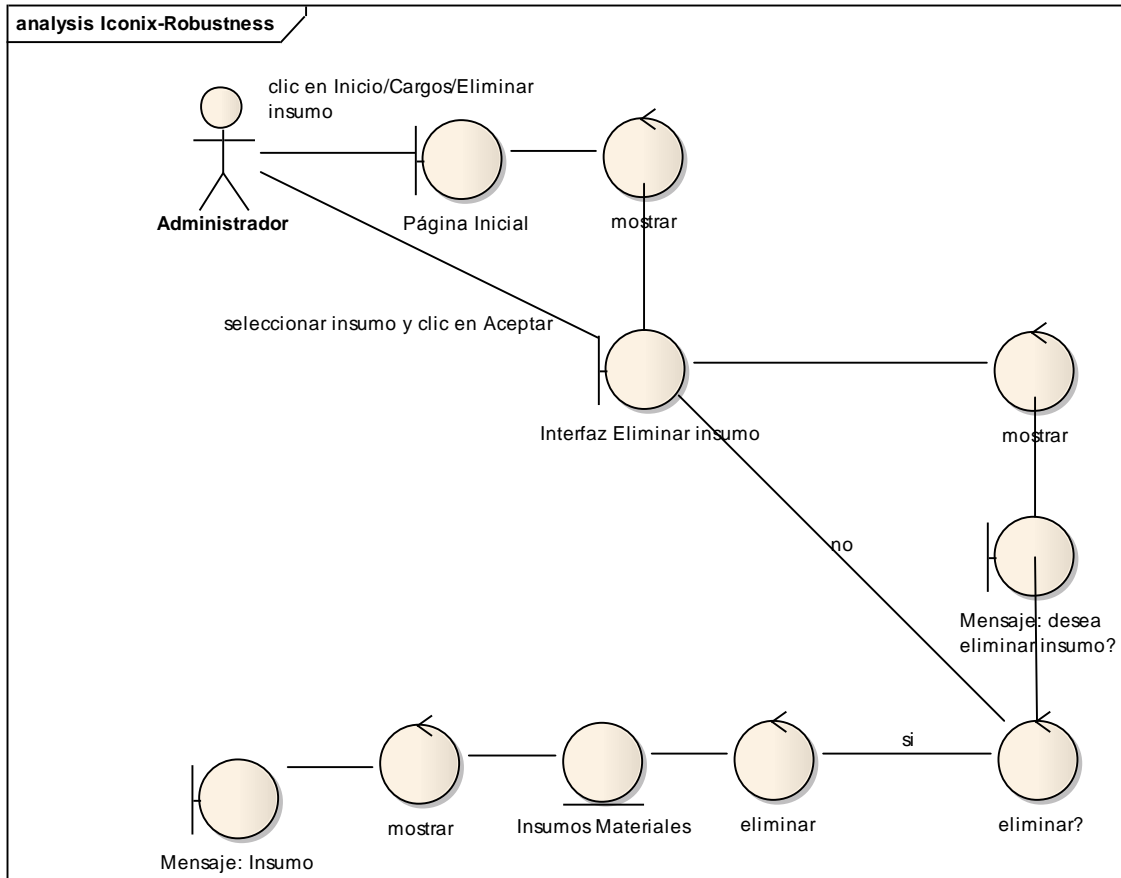 analysis Iconix-Robustness
clic en Inicio/Cargos/Eliminar
insumo
Administrador
Página Inicial
mostrar
seleccionar insumo y clic en Aceptar
Interfaz Eliminar insumo
mostrar
no
Mensaje: desea
eliminar insumo?
si
mostrar
Insumos Materiales
eliminar
eliminar?
Mensaje: Insumo